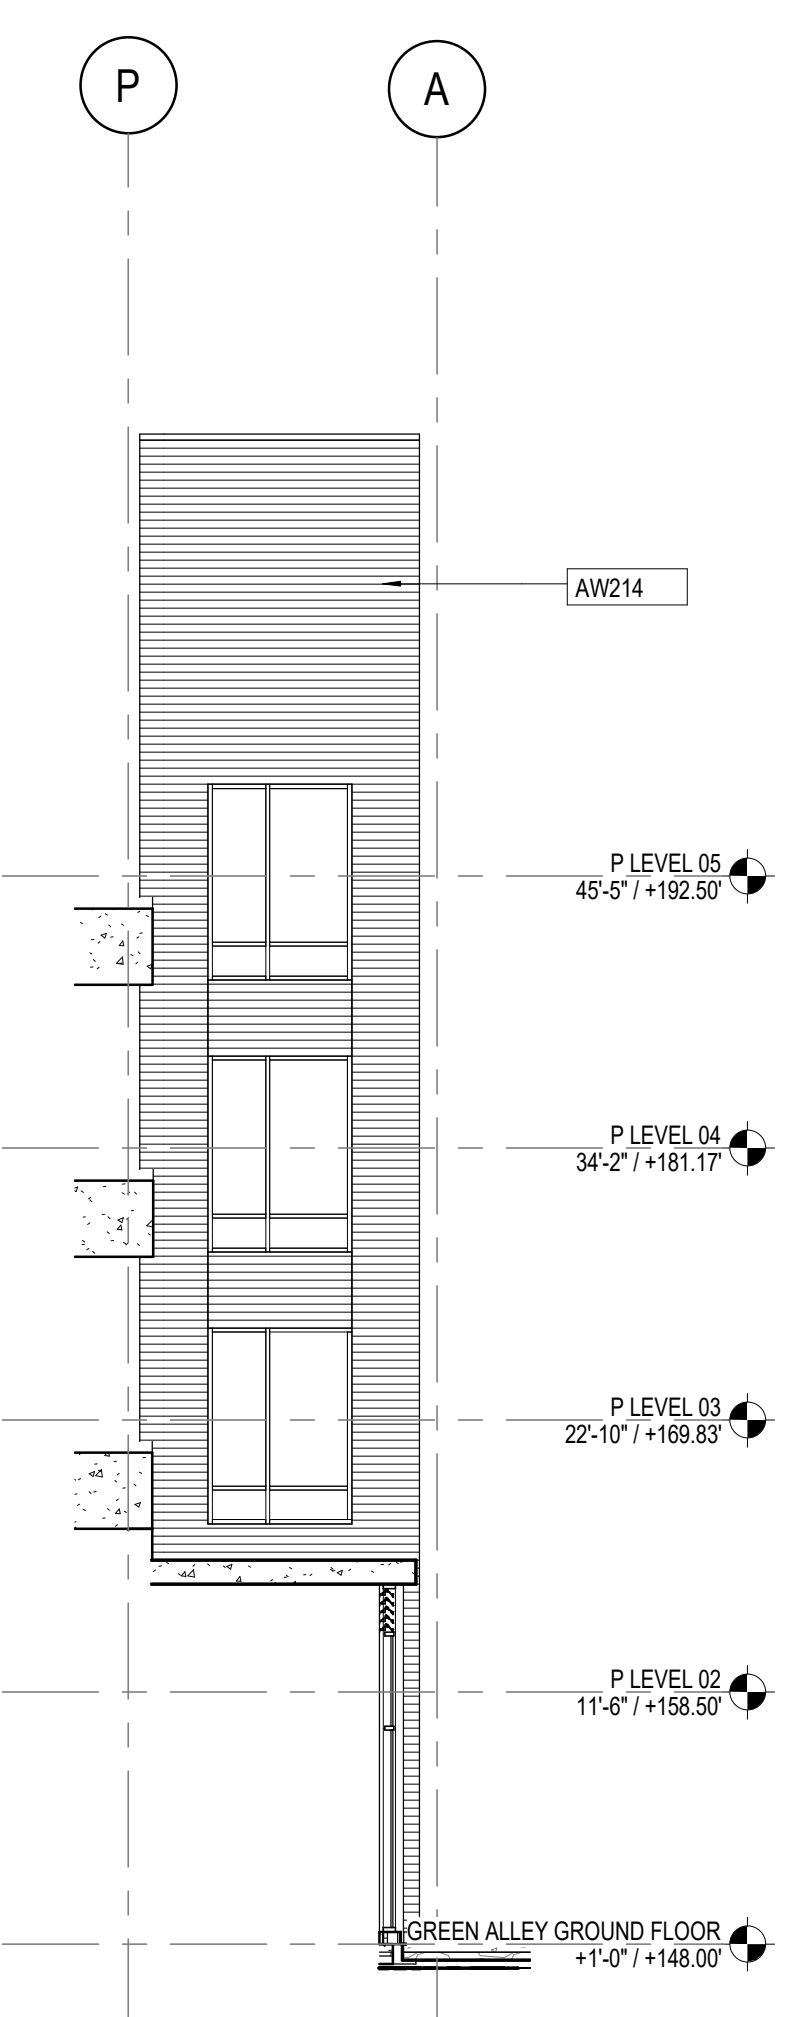 P
A
AW214
P LEVEL 05
45'-5" / +192.50'
P LEVEL 04
34'-2" / +181.17'
P LEVEL 03
22'-10" / +169.83'
P LEVEL 02
11'-6" / +158.50'
GREEN ALLEY GROUND FLOOR
+1'-0" / +148.00'